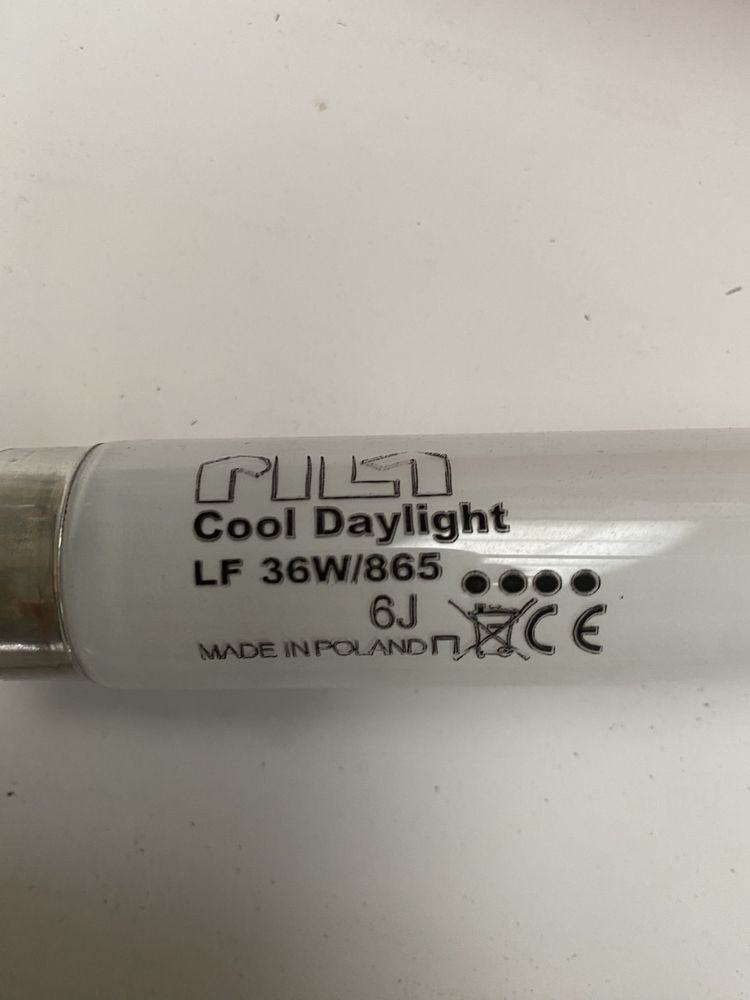 PILA
Cool Daylight
LF 36W/865
6J
MADE IN POLAND CE